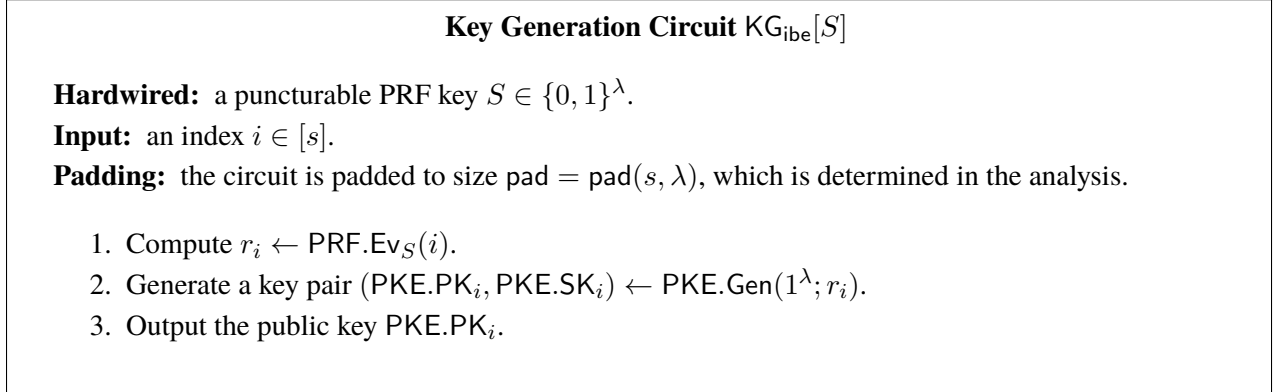 Key Generation Circuit KG_ibe[S]
Hardwired: a puncturable PRF key S ∈ {0, 1}^λ.
Input: an index i ∈ [s].
Padding: the circuit is padded to size pad = pad(s, λ), which is determined in the analysis.
1. Compute r_i ← PRF.Ev_S(i).
2. Generate a key pair (PKE.PK_i, PKE.SK_i) ← PKE.Gen(1^λ; r_i).
3. Output the public key PKE.PK_i.